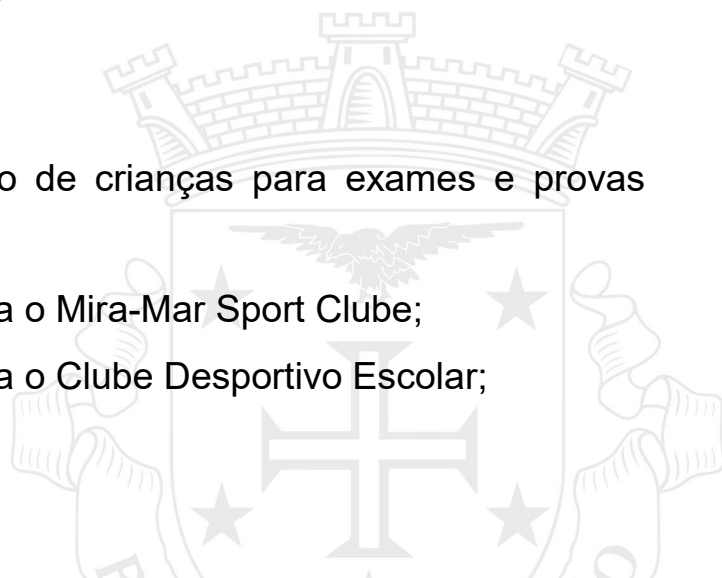 o de crianças para exames e provas
a o Mira-Mar Sport Clube;
a o Clube Desportivo Escolar;